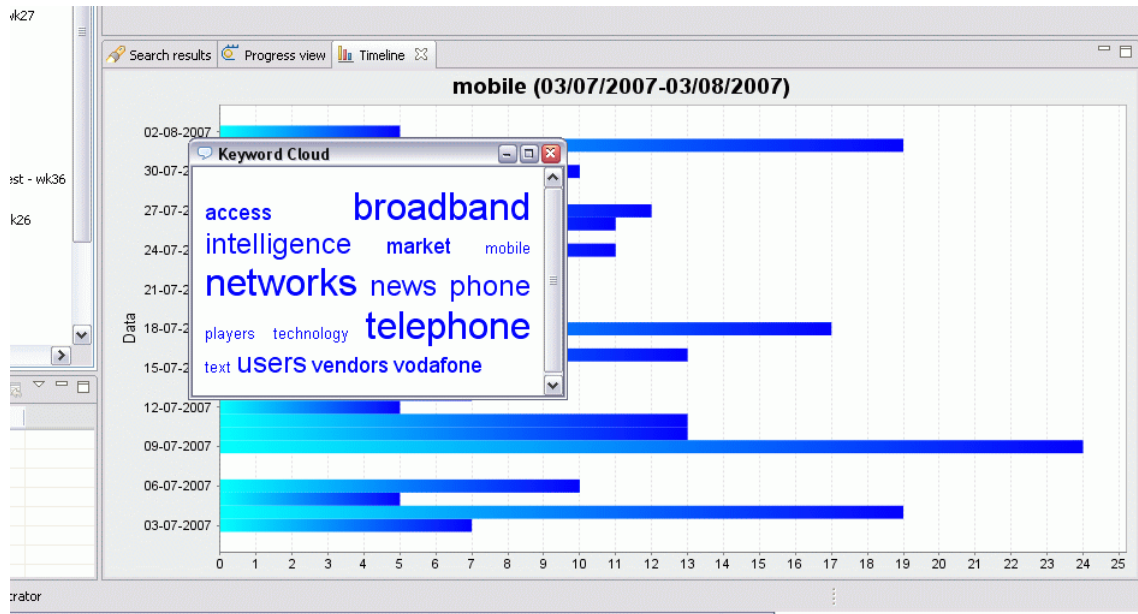 wk27
est - wk36
k26
Search results
Progress view
Timeline
mobile (03/07/2007-03/08/2007)
Data
02-08-2007
30-07-2
27-07-2
24-07-2
21-07-2
18-07-2
15-07-2
12-07-2007
09-07-2007
06-07-2007
03-07-2007
Keyword Cloud
access broadband
intelligence market mobile
networks news phone
players technology telephone
text users vendors vodafone
0 1 2 3 4 5 6 7 8 9 10 11 12 13 14 15 16 17 18 19 20 21 22 23 24 25
trator